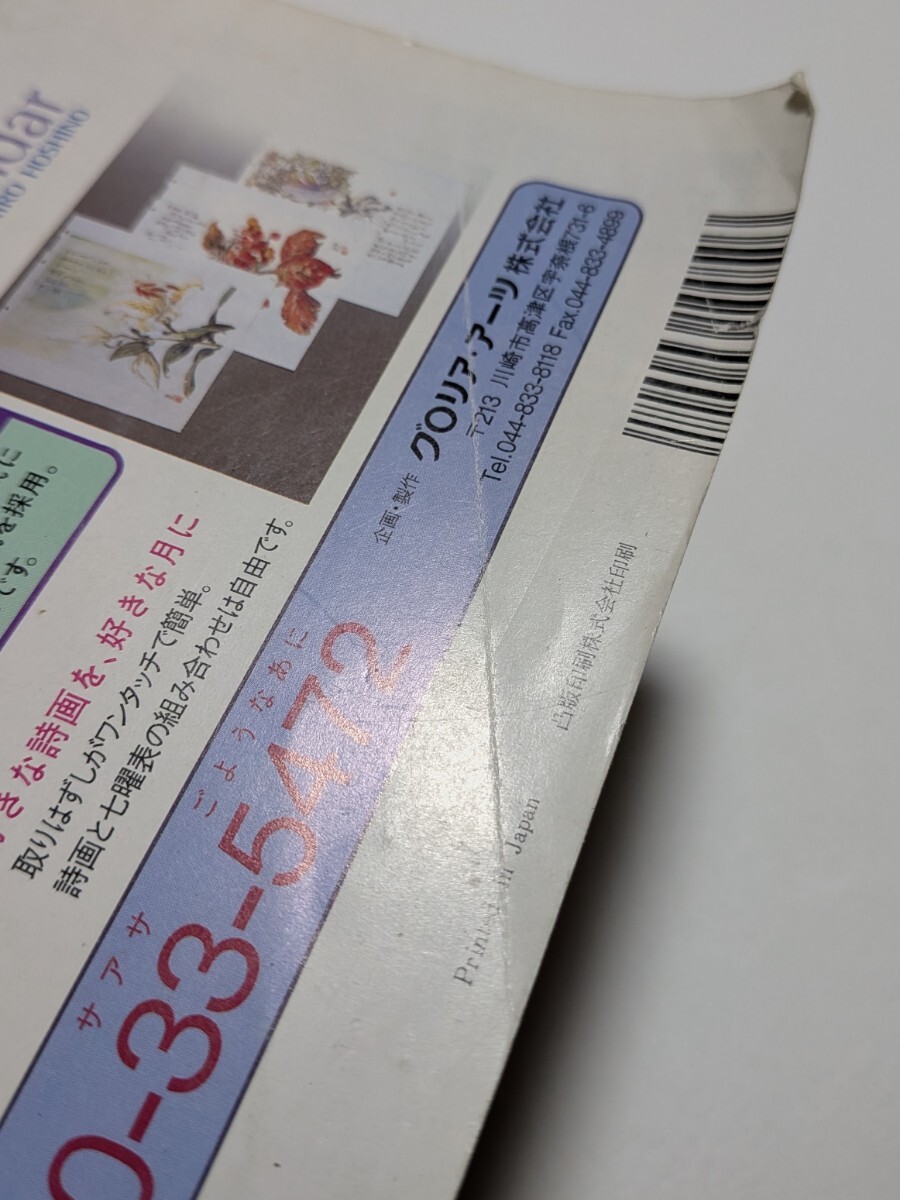 dar
IRO HOSHINO
を採用。
です。
きな詩画を、好きな月に
取りはずしがワンタッチで簡単。
詩画と七曜表の組み合わせは自由です。
企画・製作 グロリア・アーツ株式会社
〒213 川崎市高津区字奈根731-6
Tel.044-833-8118 Fax.044-833-4899
サアサ ごようなあに
0-33-5472
凸版印刷株式会社印刷
Printed in Japan